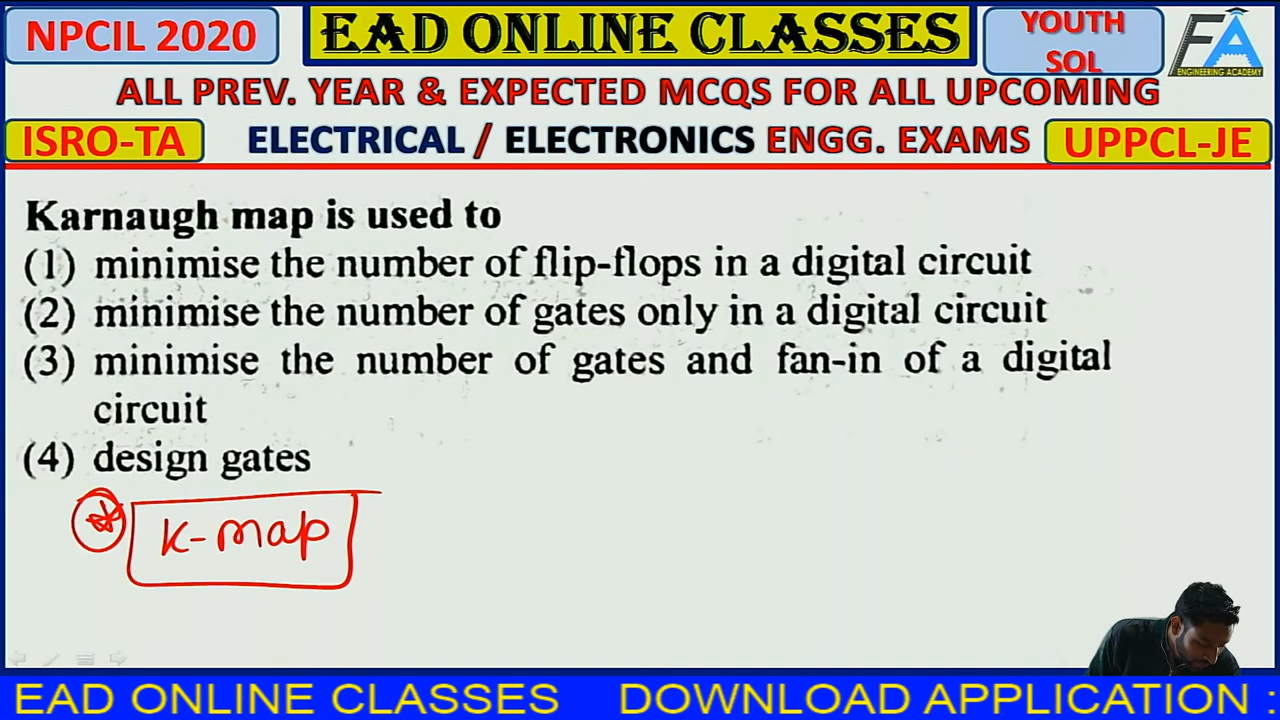 NPCIL 2020
EAD ONLINE CLASSES
YOUTH
SOL
EA
ENGINEERING ACADEMY
ALL PREV. YEAR & EXPECTED MCQS FOR ALL UPCOMING
ISRO-TA
ELECTRICAL / ELECTRONICS ENGG. EXAMS
UPPCL-JE
Karnaugh map is used to
(1) minimise the number of flip-flops in a digital circuit
(2) minimise the number of gates only in a digital circuit
(3) minimise the number of gates and fan-in of a digital
circuit
(4) design gates
K-map
EAD ONLINE CLASSES DOWNLOAD APPLICATION :